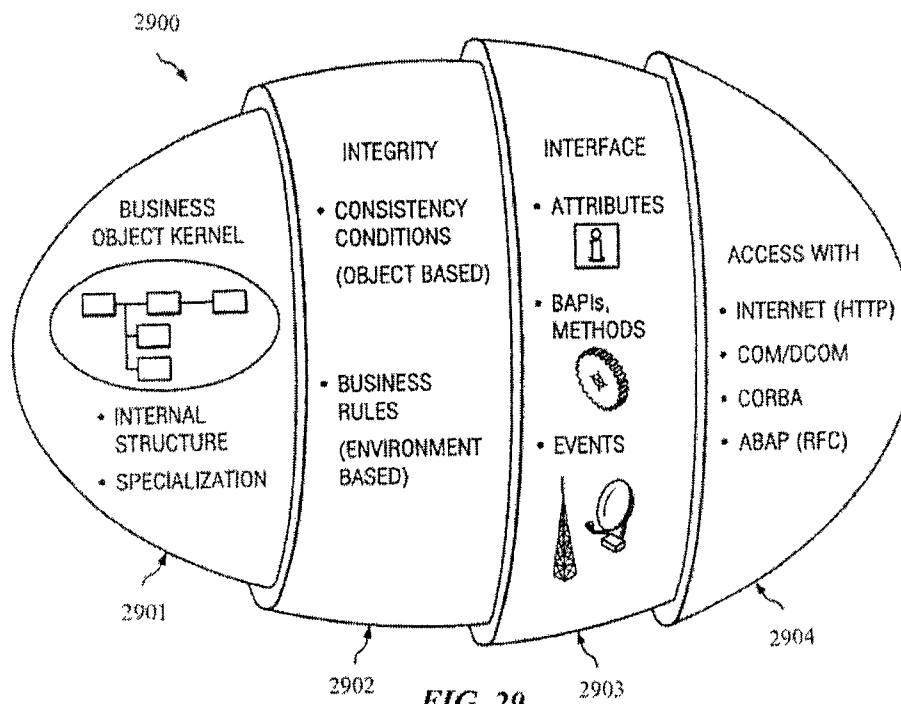 2900
BUSINESS
OBJECT KERNEL
• INTERNAL
STRUCTURE
• SPECIALIZATION
2901
INTEGRITY
• CONSISTENCY
CONDITIONS
(OBJECT BASED)
• BUSINESS
RULES
(ENVIRONMENT
BASED)
2902
INTERFACE
• ATTRIBUTES
i
• BAPIs,
METHODS
• EVENTS
2903
ACCESS WITH
• INTERNET (HTTP)
• COM/DCOM
• CORBA
• ABAP (RFC)
2904
FIG. 29